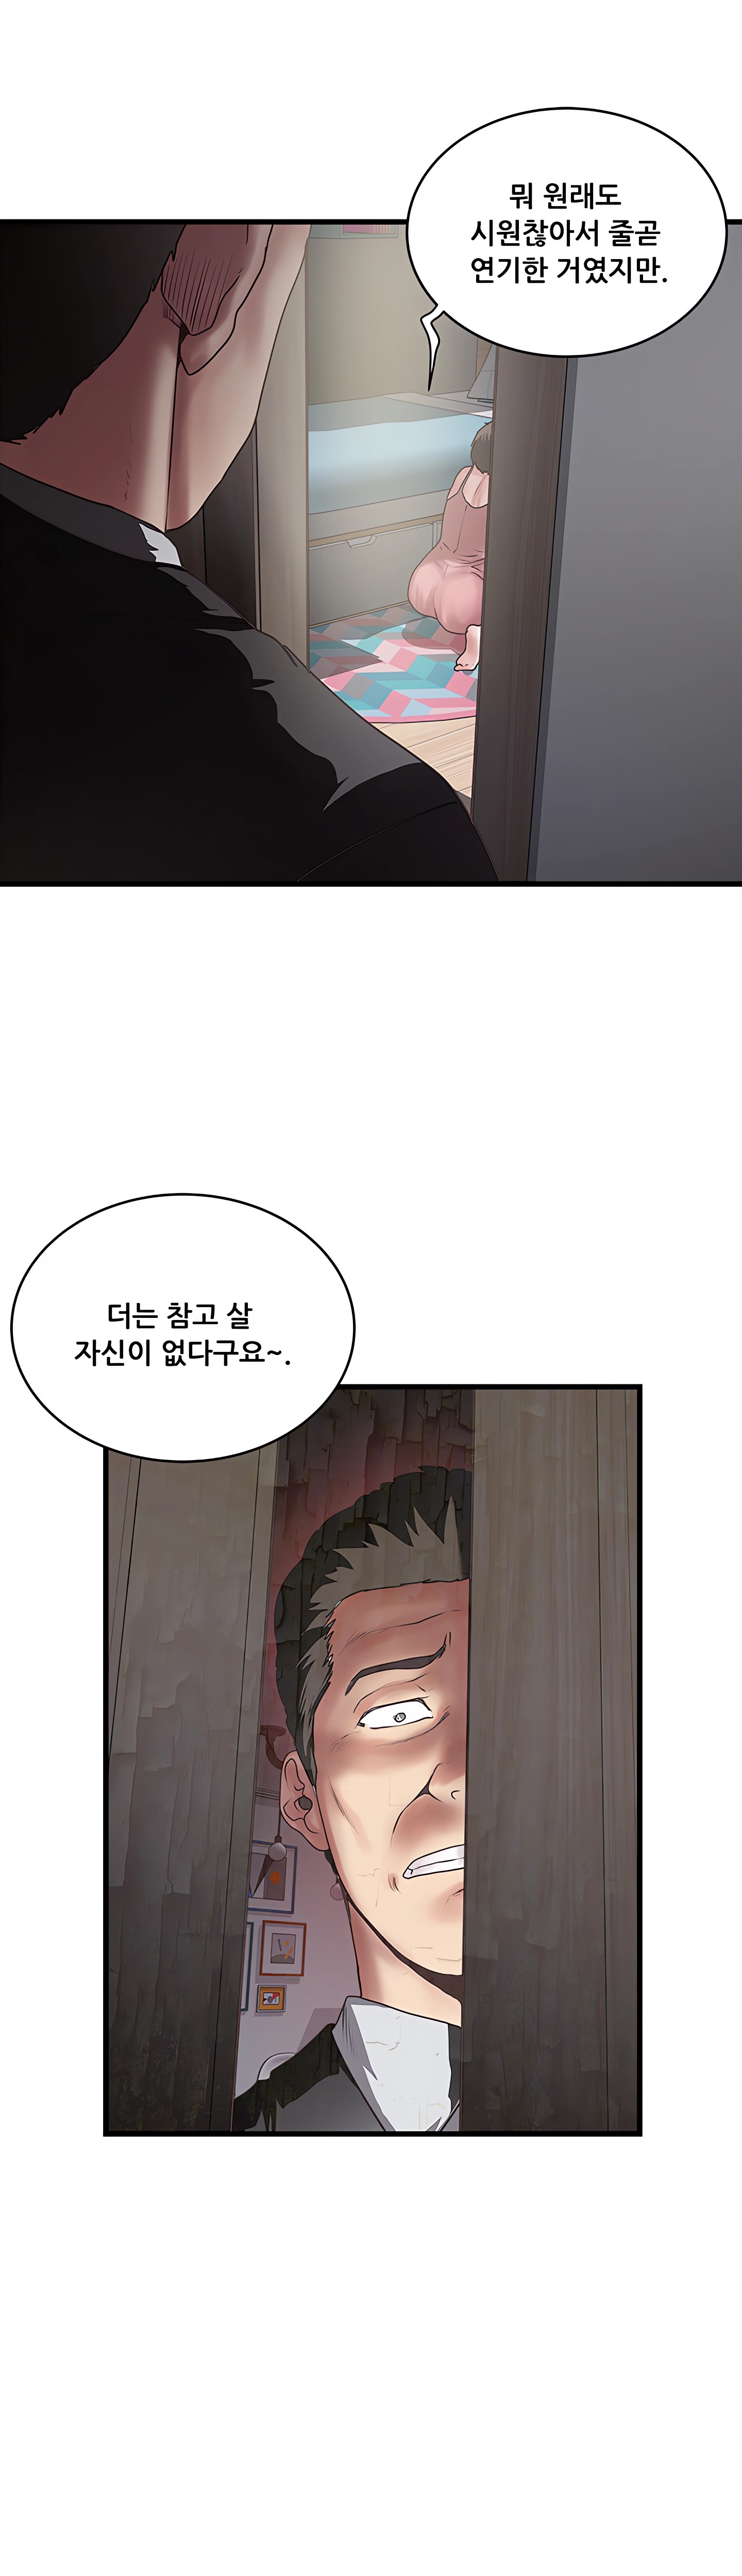 뭐 원래도
시원찮아서 줄곧
연기한 거였지만.
더는 참고 살
자신이 없다구요~.